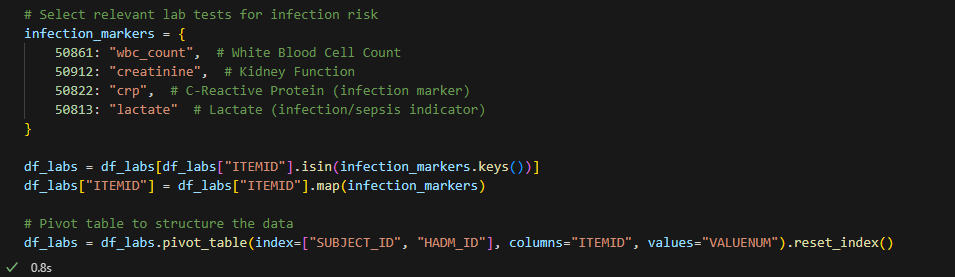 # Select relevant lab tests for infection risk
infection_markers = {
    50861: "wbc_count",  # White Blood Cell Count
    50912: "creatinine",  # Kidney Function
    50822: "crp",  # C-Reactive Protein (infection marker)
    50813: "lactate"  # Lactate (infection/sepsis indicator)
}
df_labs = df_labs[df_labs["ITEMID"].isin(infection_markers.keys())]
df_labs["ITEMID"] = df_labs["ITEMID"].map(infection_markers)
# Pivot table to structure the data
df_labs = df_labs.pivot_table(index=["SUBJECT_ID", "HADM_ID"], columns="ITEMID", values="VALUENUM").reset_index()
0.8s